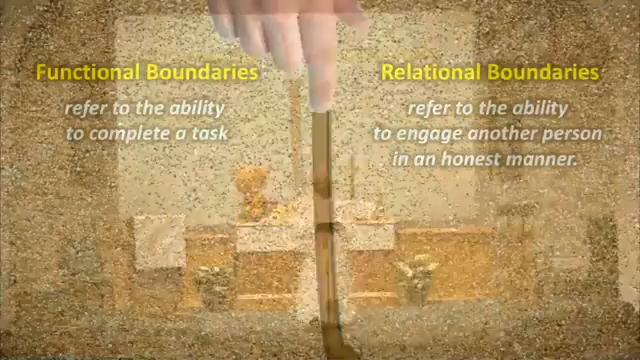 Functional Boundaries
refer to the ability
to complete a task
Relational Boundaries
refer to the ability
to engage another person
in an honest manner.